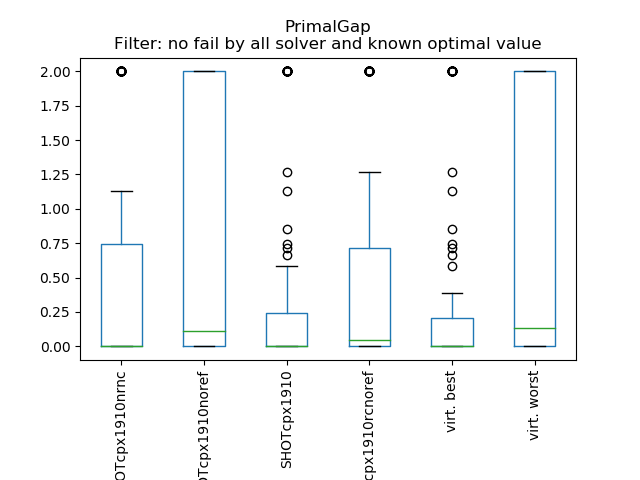 PrimalGap
Filter: no fail by all solver and known optimal value
2.00
1.75
1.50
1.25
1.00
0.75
0.50
0.25
0.00
OTcpx1910nrnc
OTcpx1910noref
SHOTcpx1910
cpx1910rcnoref
virt. best
virt. worst